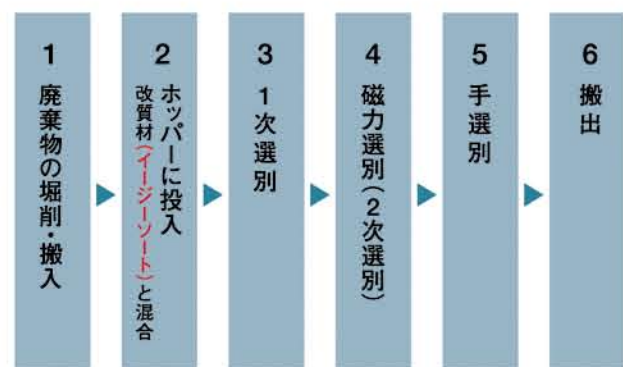 1
廃棄物の堀削・搬入
2
ホッパーに投入
改質材(イージーソート)と混合
3
1次選別
4
磁力選別(2次選別)
5
手選別
6
搬出